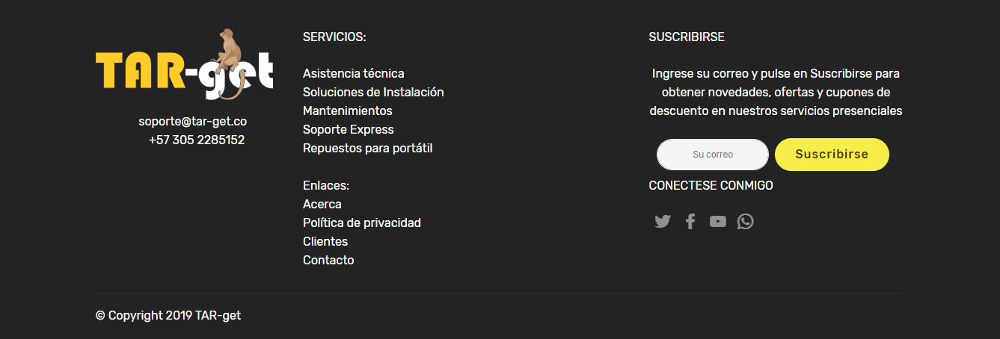 TAR-get
soporte@tar-get.co
+57 305 2285152
SERVICIOS:
Asistencia técnica
Soluciones de Instalación
Mantenimientos
Soporte Express
Repuestos para portátil
Enlaces:
Acerca
Política de privacidad
Clientes
Contacto
SUSCRIBIRSE
Ingrese su correo y pulse en Suscribirse para
obtener novedades, ofertas y cupones de
descuento en nuestros servicios presenciales
Su correo
Suscribirse
CONECTESE CONMIGO
© Copyright 2019 TAR-get